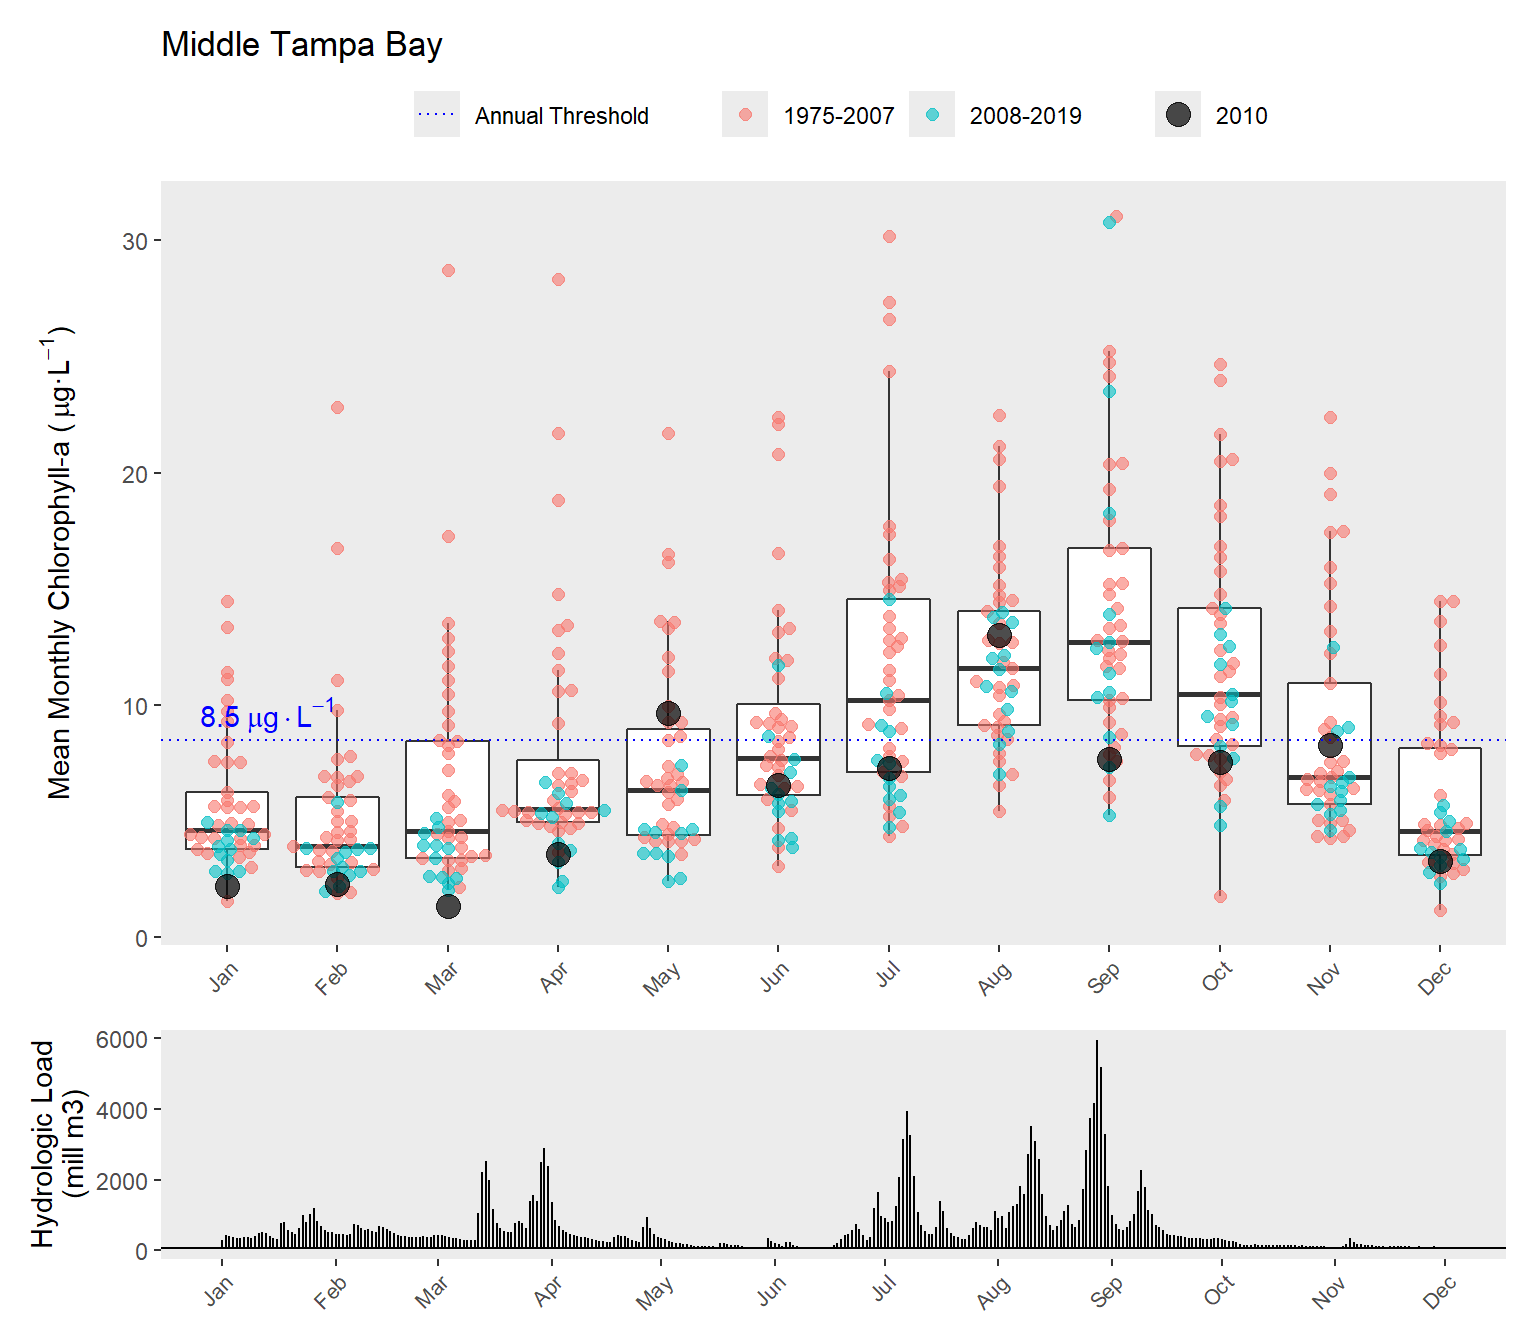 Middle Tampa Bay
Annual Threshold 1975-2007 2008-2019 2010
Mean Monthly Chlorophyll-a ( μg·L⁻¹)
30
20
10
0
8.5 μg · L⁻¹
Jan Feb Mar Apr May Jun Jul Aug Sep Oct Nov Dec
Hydrologic Load
(mill m3)
6000
4000
2000
0
Jan Feb Mar Apr May Jun Jul Aug Sep Oct Nov Dec